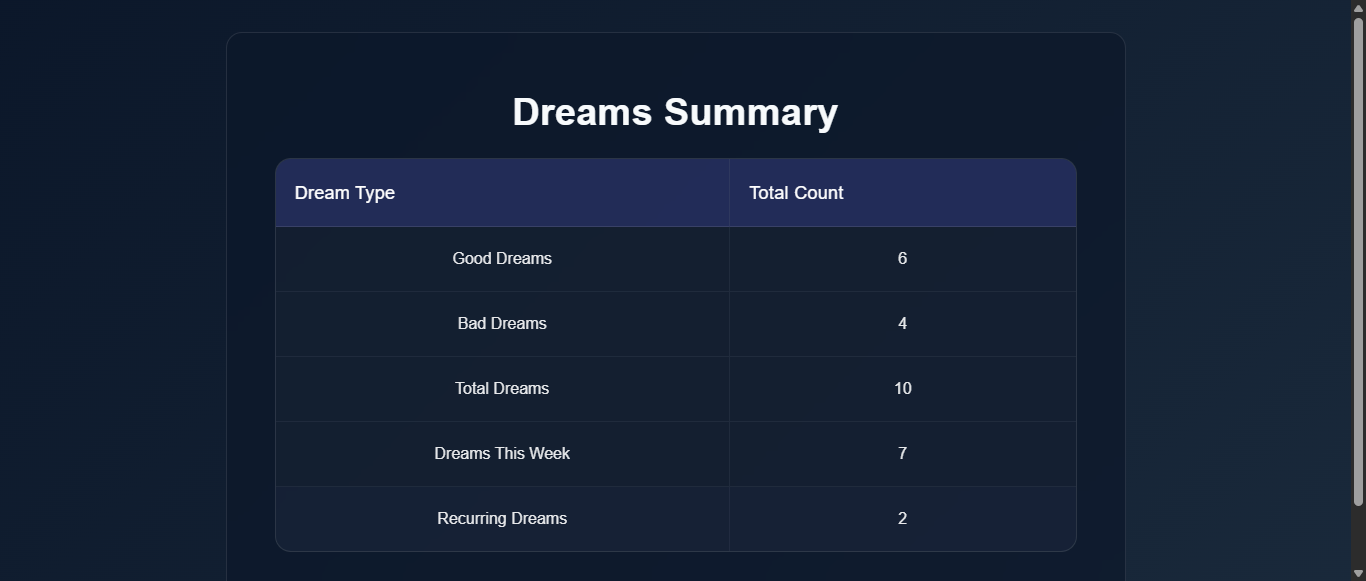 Dreams Summary
Dream Type Total Count
Good Dreams 6
Bad Dreams 4
Total Dreams 10
Dreams This Week 7
Recurring Dreams 2